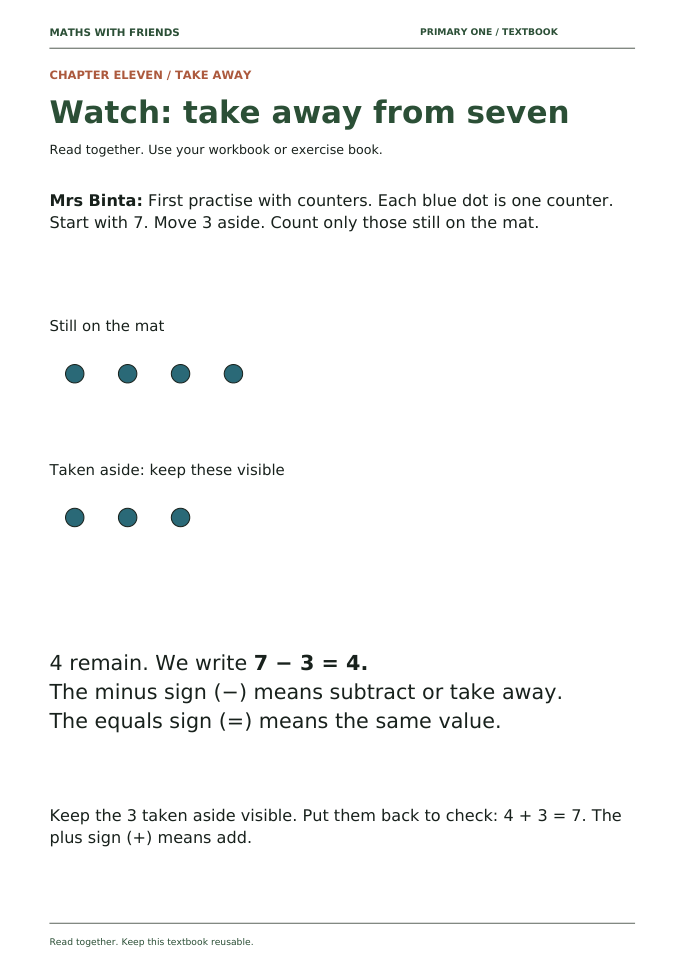 MATHS WITH FRIENDS
PRIMARY ONE / TEXTBOOK
CHAPTER ELEVEN / TAKE AWAY
Watch: take away from seven
Read together. Use your workbook or exercise book.
Mrs Binta: First practise with counters. Each blue dot is one counter.
Start with 7. Move 3 aside. Count only those still on the mat.
Still on the mat
Taken aside: keep these visible
4 remain. We write 7 − 3 = 4.
The minus sign (−) means subtract or take away.
The equals sign (=) means the same value.
Keep the 3 taken aside visible. Put them back to check: 4 + 3 = 7. The
plus sign (+) means add.
Read together. Keep this textbook reusable.